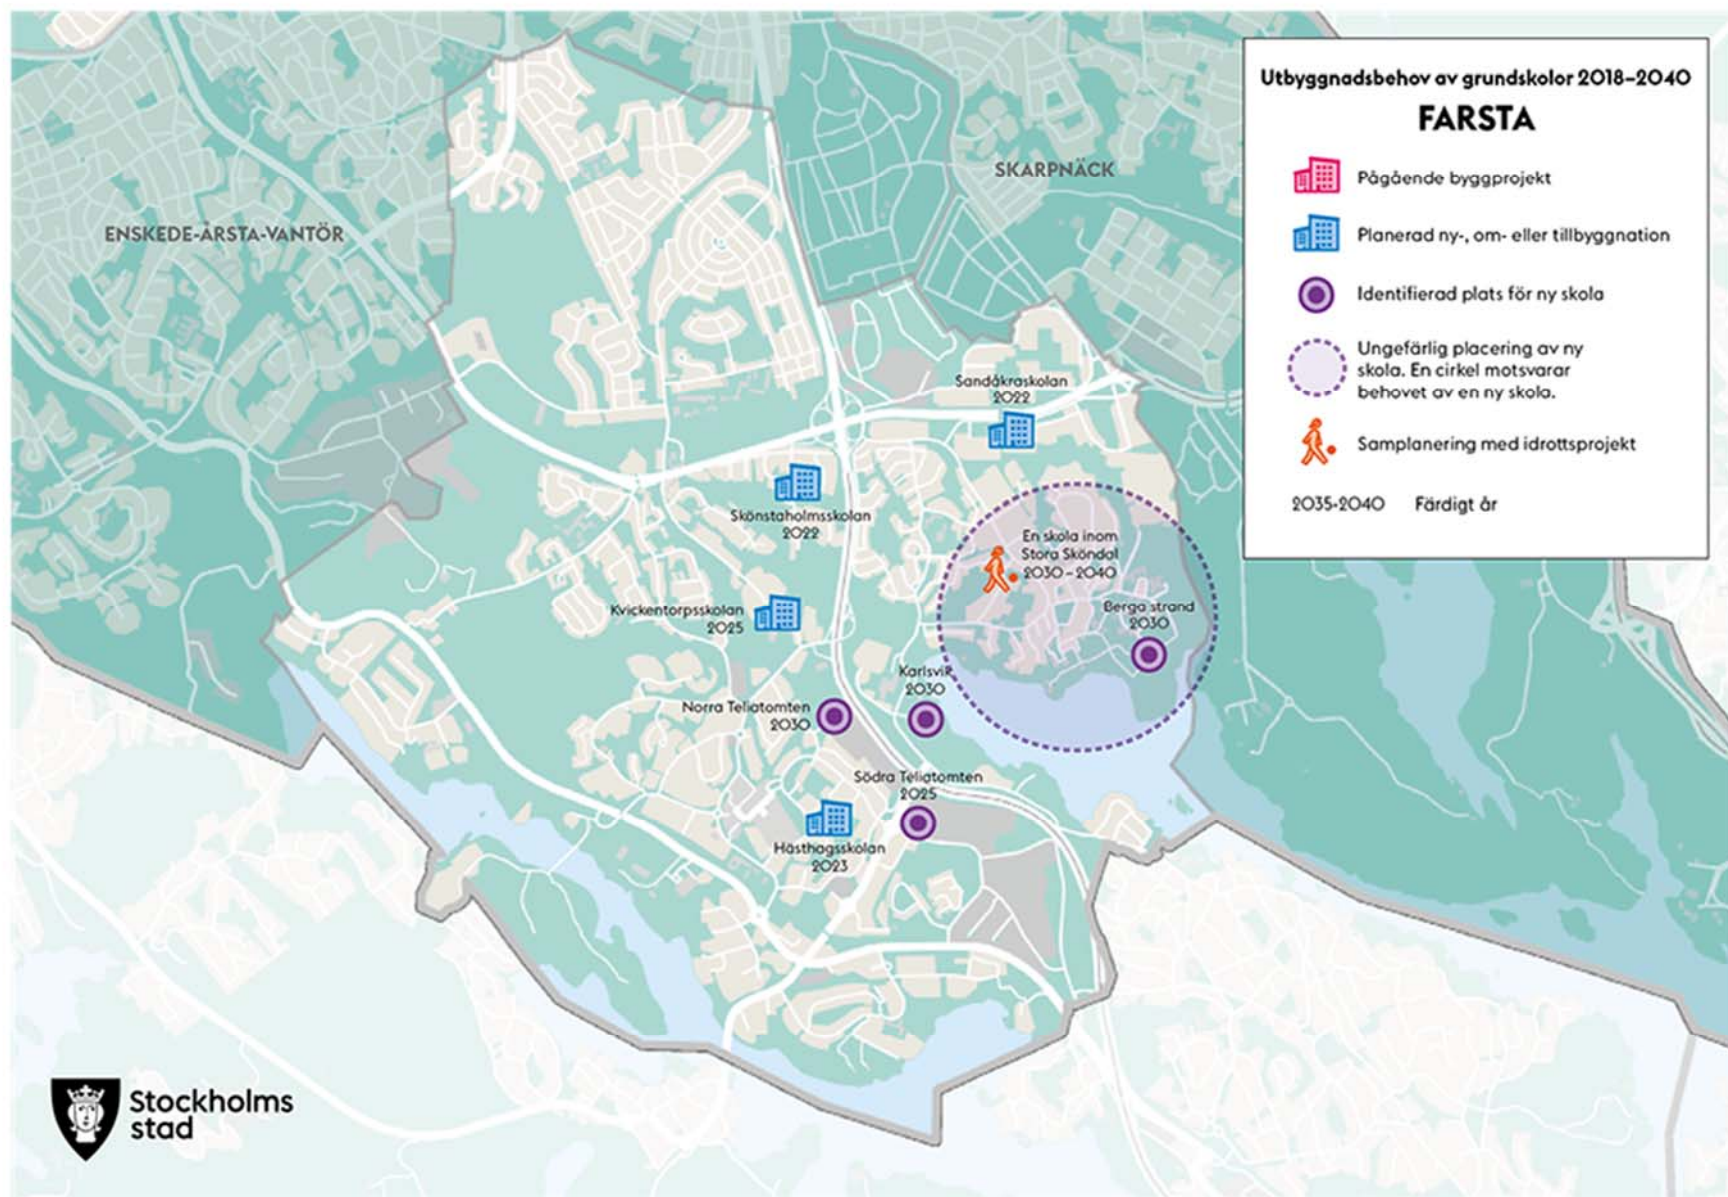 Utbyggnadsbehov av grundskolor 2018–2040
FARSTA
Pågående byggprojekt
Planerad ny-, om- eller tillbyggnation
Identifierad plats för ny skola
Ungefärlig placering av ny
skola. En cirkel motsvarar
behovet av en ny skola.
Samplanering med idrottsprojekt
2035-2040 Färdigt år
SKARPNÄCK
ENSKEDE-ÅRSTA-VANTÖR
Sandåkraskolan
2022
Skönstaholmsskolan
2022
En skola inom
Stora Sköndal
2030–2040
Berga strand
2030
Kvickentorpsskolan
2025
Karlsvik
2030
Norra Teliatomten
2030
Södra Teliatomten
2025
Hästhagsskolan
2023
Stockholms
stad